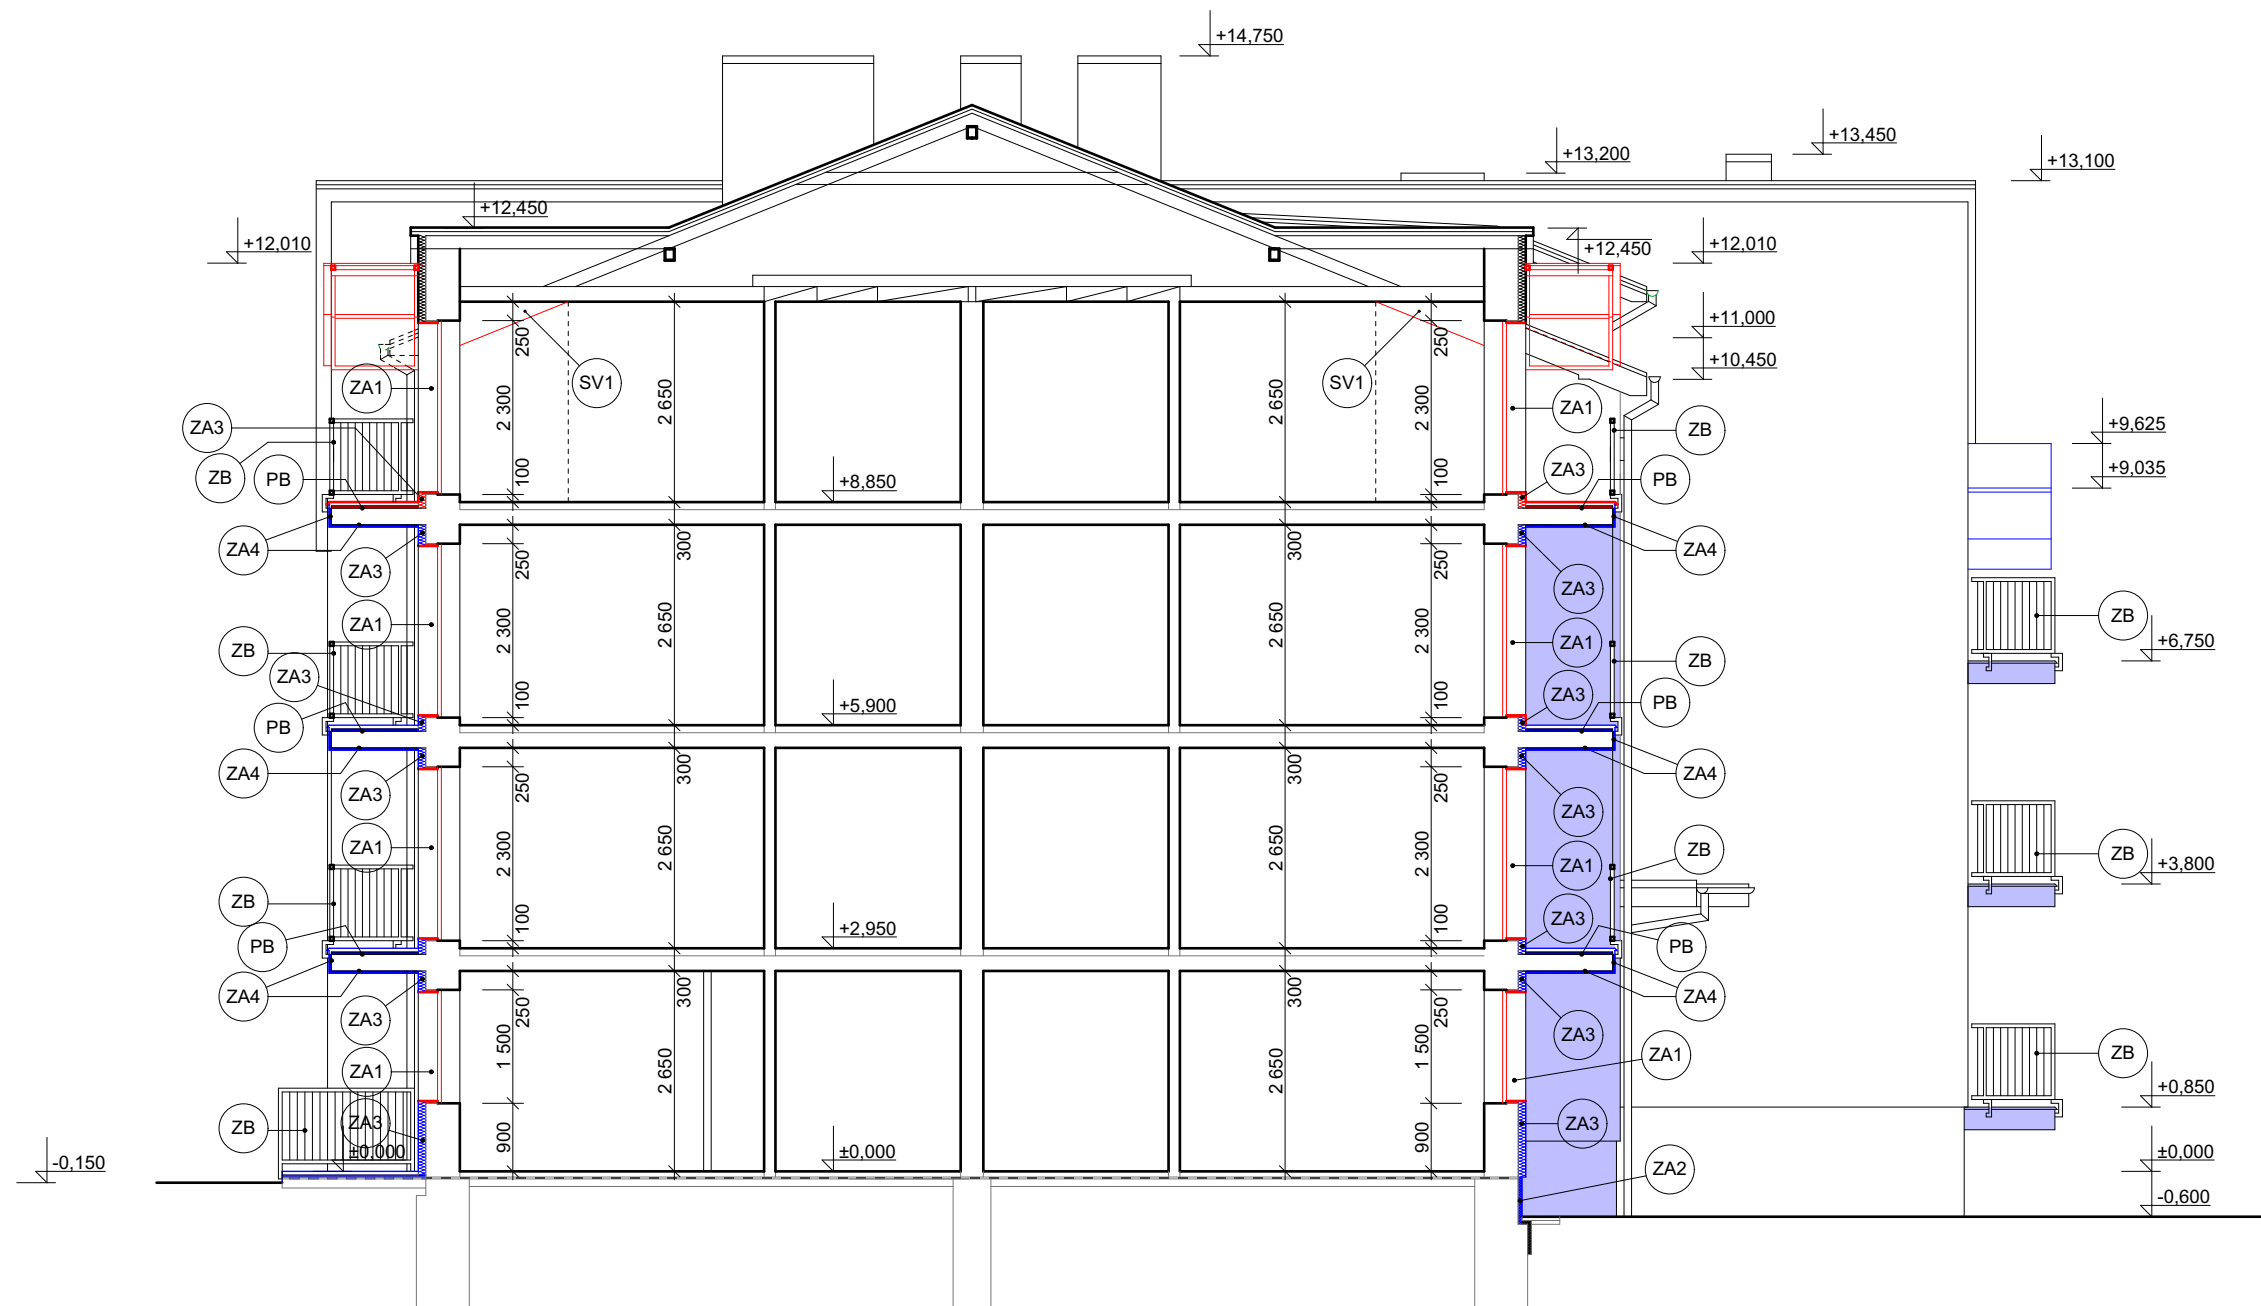 +14,750
+13,450
+13,200
+13,100
+12,450
+12,010
+12,450
+12,010
+11,000
+10,450
250
250
SV1
SV1
ZA1
2 300
2 650
2 650
2 300
ZA1
ZA3
ZB
+9,625
ZB
PB
100
+8,850
100
ZA3
PB
+9,035
ZA4
300
300
ZA4
ZA3
250
250
ZA3
ZA1
2 300
2 650
2 650
2 300
ZA1
ZB
+6,750
ZB
ZB
ZA3
100
+5,900
100
ZA3
PB
PB
ZA4
300
300
ZA4
ZA3
250
250
ZA3
ZA1
2 300
2 650
2 650
2 300
ZA1
ZB
ZB
+3,800
ZB
100
+2,950
100
ZA3
PB
PB
ZA4
300
300
ZA4
ZA3
250
250
ZA3
ZA1
1 500
2 650
2 650
1 500
ZA1
ZB
+0,850
ZB
ZA3
900
900
ZA3
-0,150
±0,000
±0,000
ZA2
±0,000
-0,600